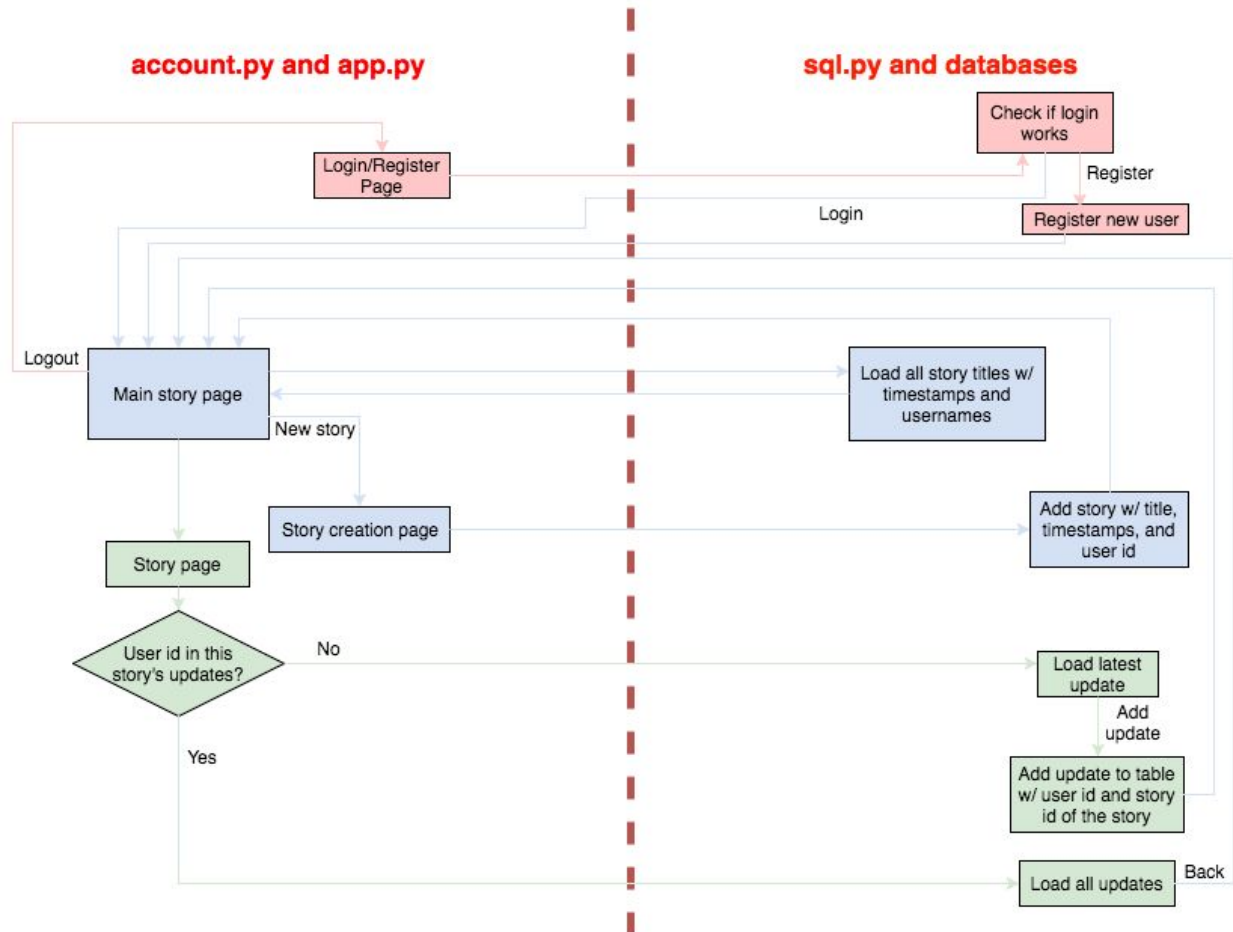 account.py and app.py
sql.py and databases
Check if login
works
Login/Register
Page
Register
Login
Register new user
Logout
Main story page
Load all story titles w/
timestamps and
usernames
New story
Story creation page
Add story w/ title,
timestamps, and
user id
Story page
User id in this
story's updates?
No
Load latest
update
Add
update
Yes
Add update to table
w/ user id and story
id of the story
Load all updates
Back